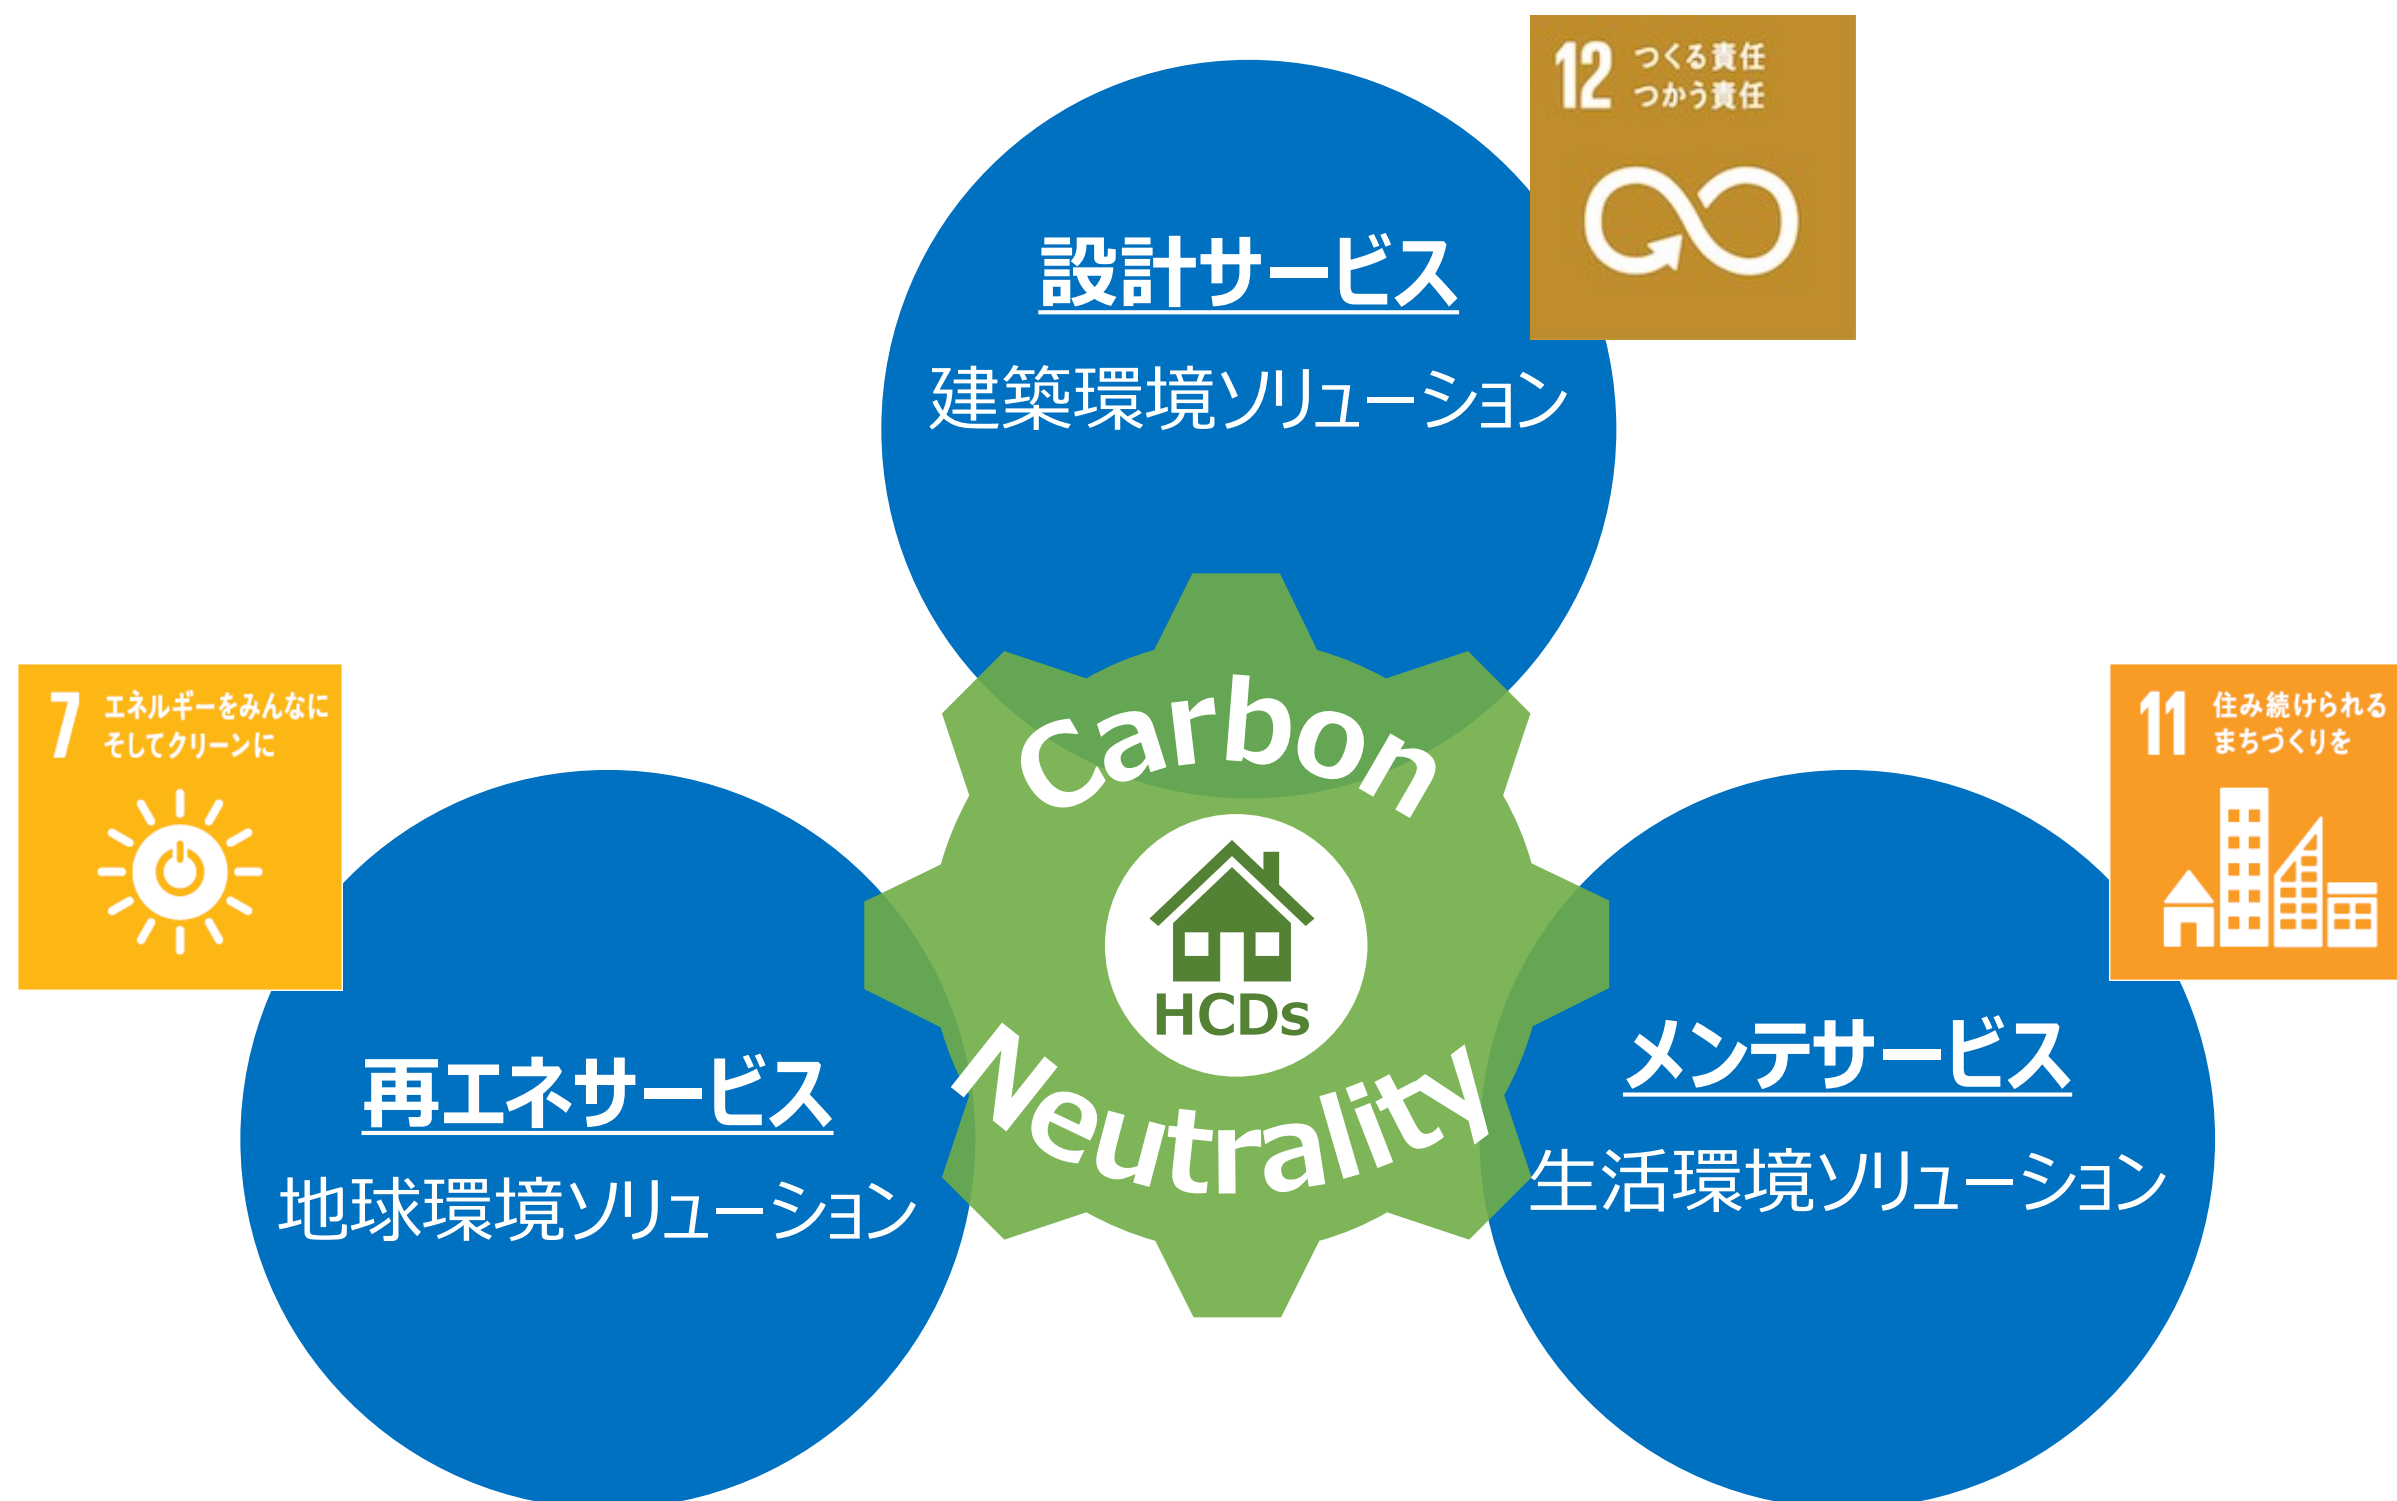 12
つくる責任
つかう責任
設計サービス
建築環境ソリューション
7
エネルギーをみんなに
そしてクリーンに
Carbon
Neutrality
HCDs
11
住み続けられる
まちづくりを
再エネサービス
地球環境ソリューション
メンテサービス
生活環境ソリューション